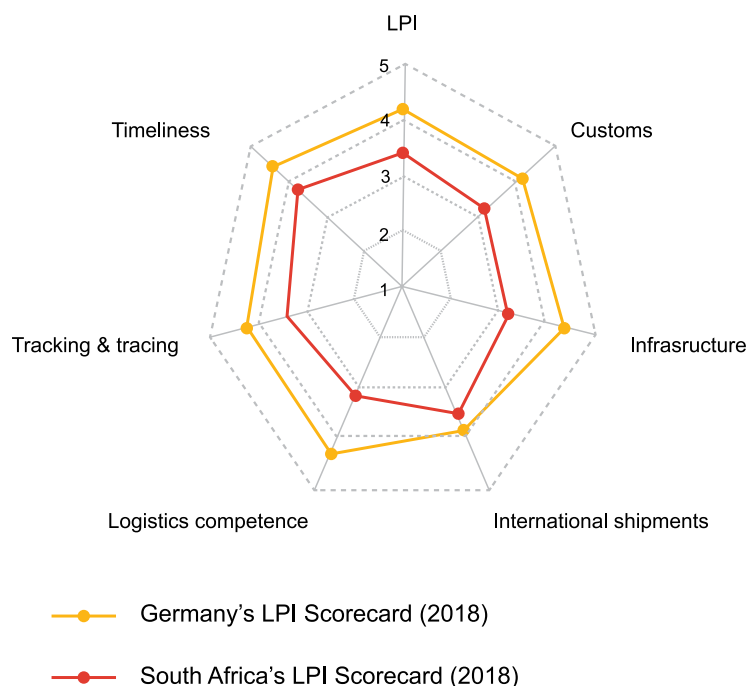 LPI
5
4
3
2
1
Timeliness
Customs
Tracking & tracing
Infrasructure
Logistics competence
International shipments
Germany’s LPI Scorecard (2018)
South Africa’s LPI Scorecard (2018)